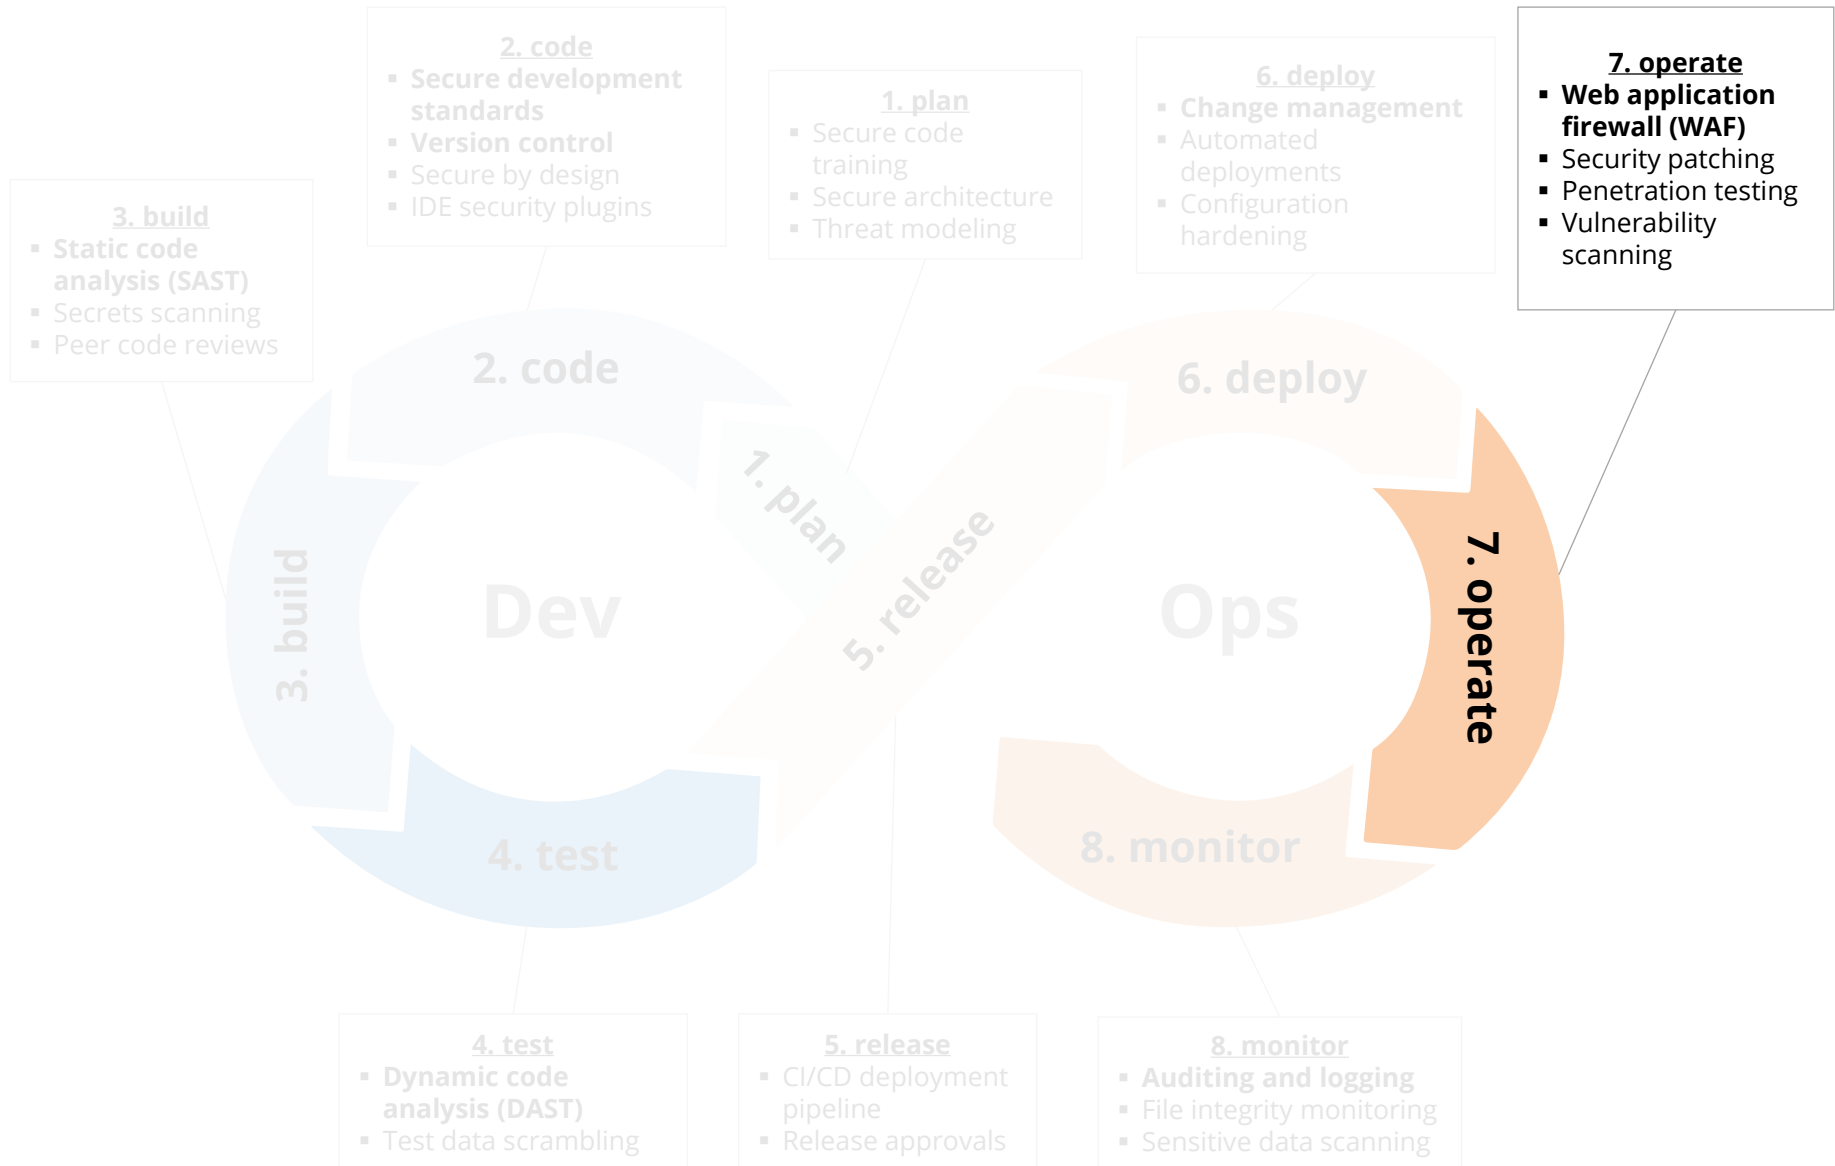 2. code
▪ Secure development
standards
▪ Version control
▪ Secure by design
▪ IDE security plugins
1. plan
▪ Secure code
training
▪ Secure architecture
▪ Threat modeling
6. deploy
▪ Change management
▪ Automated
deployments
▪ Configuration
hardening
7. operate
▪ Web application
firewall (WAF)
▪ Security patching
▪ Penetration testing
▪ Vulnerability
scanning
3. build
▪ Static code
analysis (SAST)
▪ Secrets scanning
▪ Peer code reviews
2. code
1. plan
3. build
Dev
5. release
6. deploy
Ops
7. operate
4. test
8. monitor
4. test
▪ Dynamic code
analysis (DAST)
▪ Test data scrambling
5. release
▪ CI/CD deployment
pipeline
▪ Release approvals
8. monitor
▪ Auditing and logging
▪ File integrity monitoring
▪ Sensitive data scanning